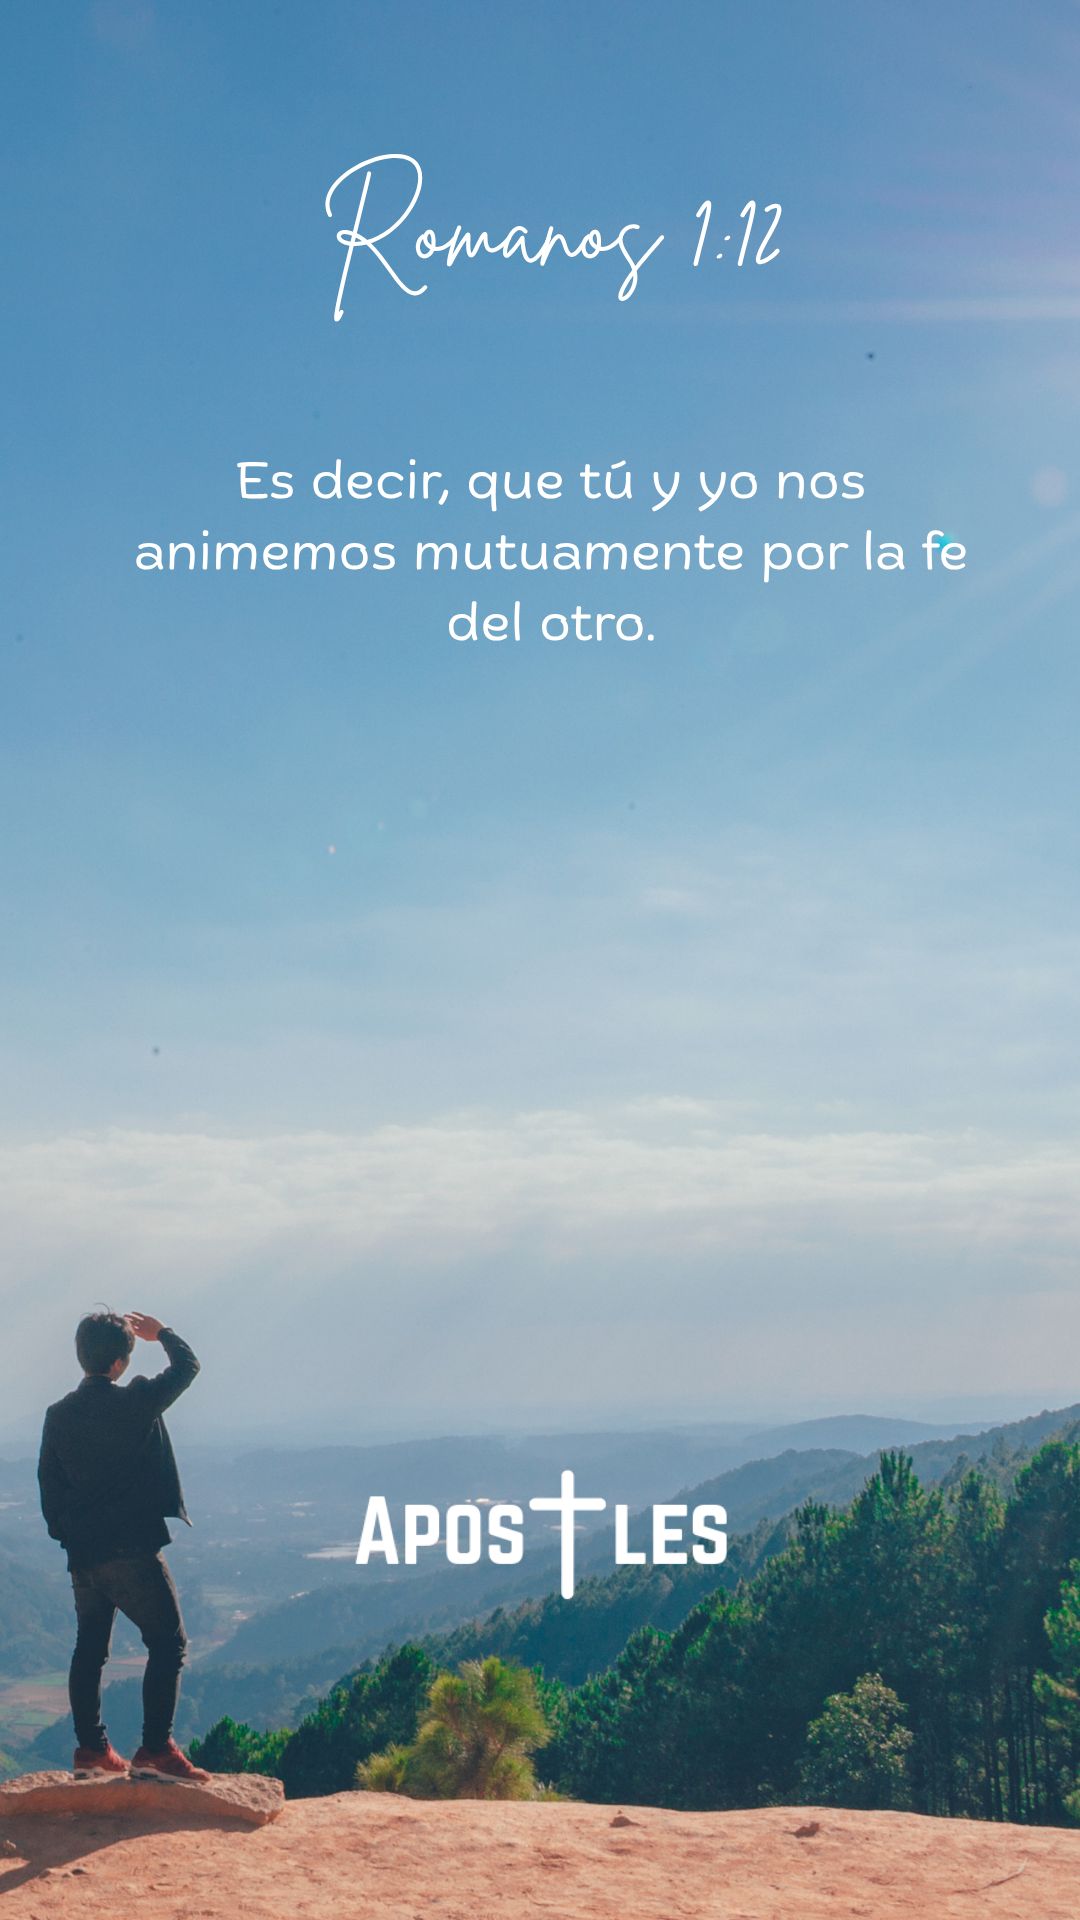 Romanos 1:12
Es decir, que tú y yo nos
animemos mutuamente por la fe
del otro.
APOSTLES